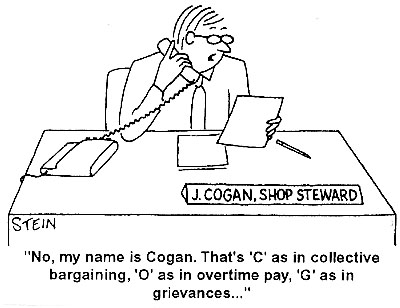 J. COGAN, SHOP STEWARD
STEIN
"No, my name is Cogan. That's 'C' as in collective
bargaining, 'O' as in overtime pay, 'G' as in
grievances..."